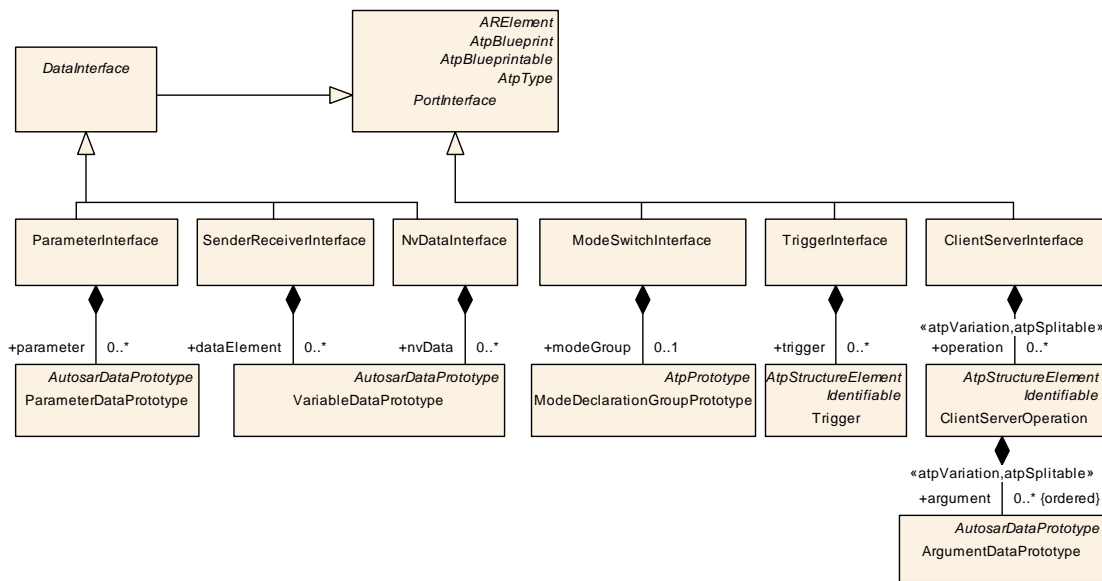 ARElement
AtpBlueprint
AtpBlueprintable
AtpType
PortInterface
DataInterface
ParameterInterface
SenderReceiverInterface
NvDataInterface
ModeSwitchInterface
TriggerInterface
ClientServerInterface
«atpVariation,atpSplitable»
+parameter 0..*
+dataElement 0..*
+nvData 0..*
+modeGroup 0..1
+trigger 0..*
+operation 0..*
AutosarDataPrototype
ParameterDataPrototype
AutosarDataPrototype
VariableDataPrototype
AtpPrototype
ModeDeclarationGroupPrototype
AtpStructureElement
Identifiable
Trigger
AtpStructureElement
Identifiable
ClientServerOperation
«atpVariation,atpSplitable»
+argument 0..* {ordered}
AutosarDataPrototype
ArgumentDataPrototype